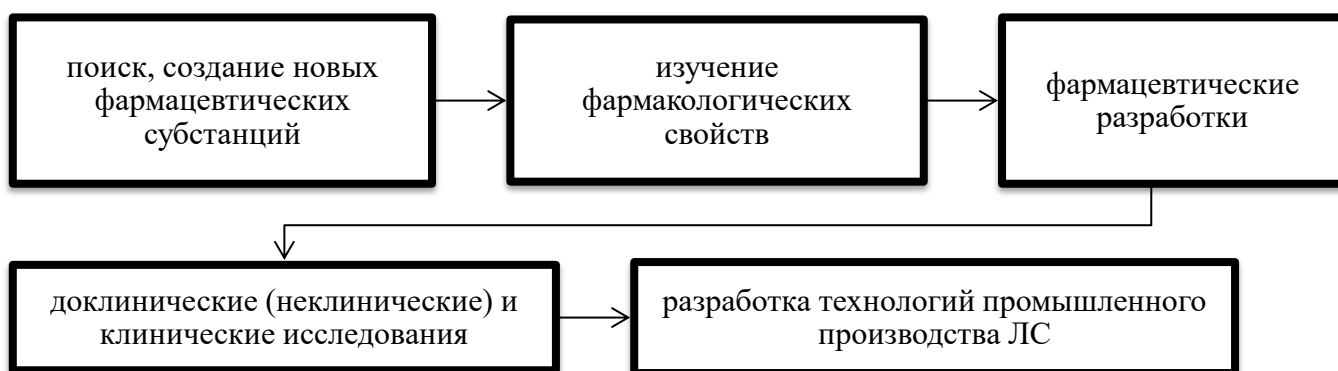 поиск, создание новых
фармацевтических
субстанций
изучение
фармакологических
свойств
фармацевтические
разработки
доклинические (неклинические) и
клинические исследования
разработка технологий промышленного
производства ЛС